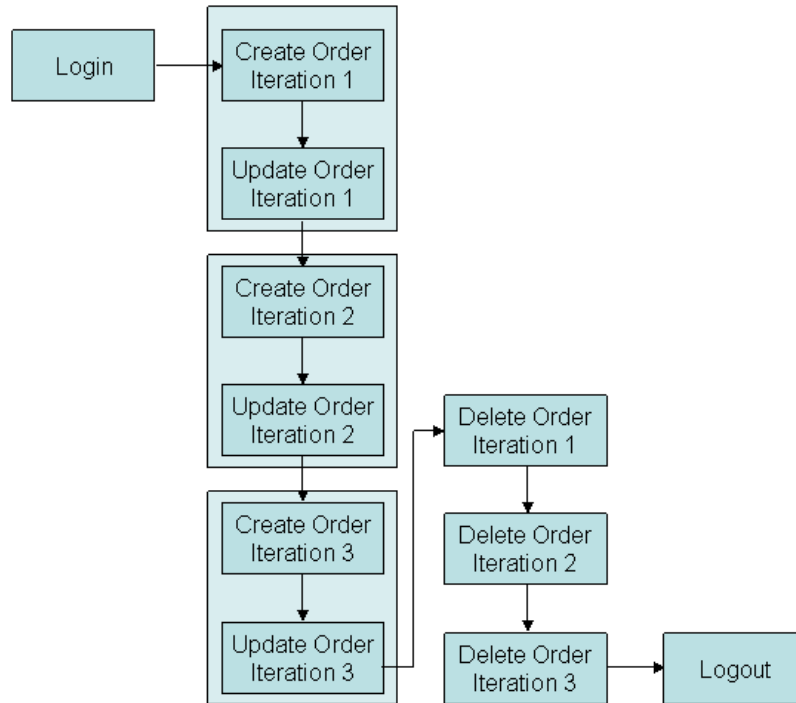 Login
Create Order
Iteration 1
Update Order
Iteration 1
Create Order
Iteration 2
Update Order
Iteration 2
Create Order
Iteration 3
Update Order
Iteration 3
Delete Order
Iteration 1
Delete Order
Iteration 2
Delete Order
Iteration 3
Logout